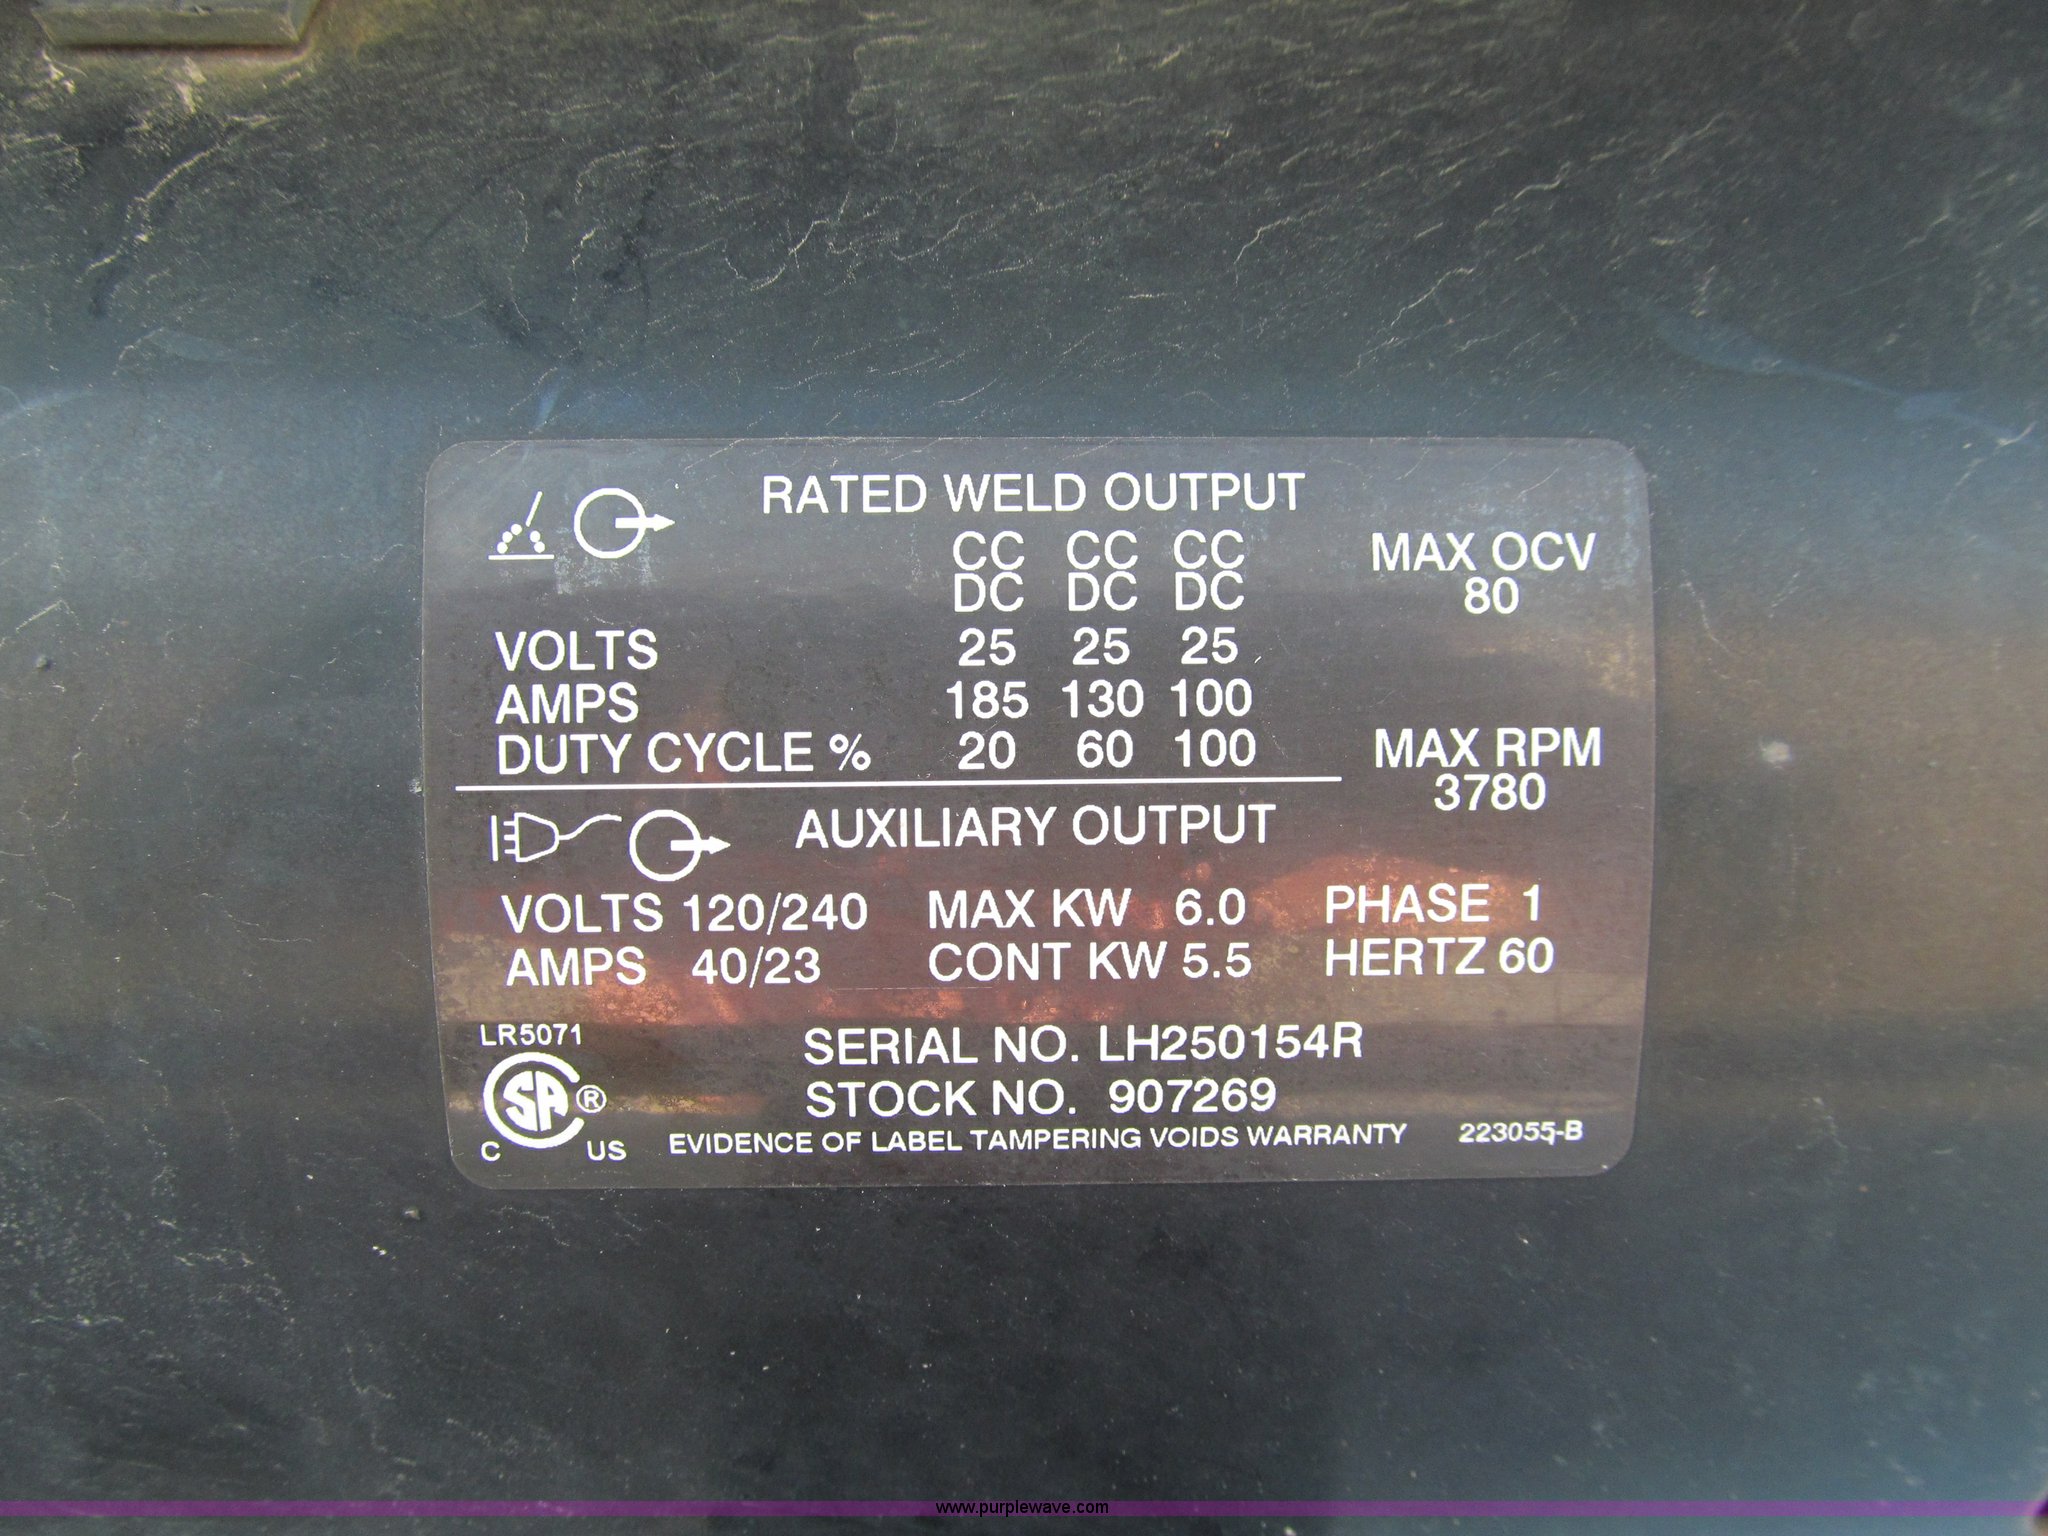 RATED WELD OUTPUT
CC CC CC
DC DC DC
MAX OCV
80
VOLTS 25 25 25
AMPS 185 130 100
DUTY CYCLE % 20 60 100
MAX RPM
3780
AUXILIARY OUTPUT
VOLTS 120/240 MAX KW 6.0 PHASE 1
AMPS 40/23 CONT KW 5.5 HERTZ 60
LR5071
SERIAL NO. LH250154R
SA ®
STOCK NO. 907269
C US
EVIDENCE OF LABEL TAMPERING VOIDS WARRANTY 223055-B
www.purplewave.com